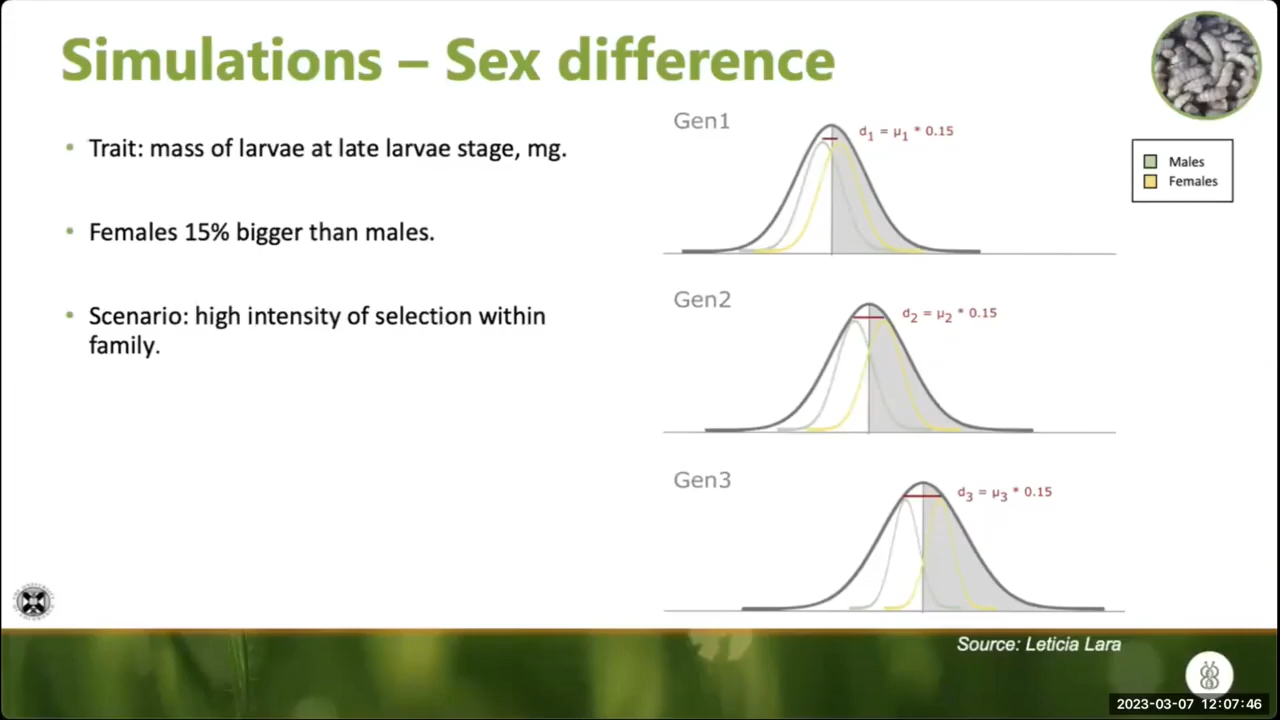 Simulations – Sex difference
• Trait: mass of larvae at late larvae stage, mg.
• Females 15% bigger than males.
• Scenario: high intensity of selection within
family.
Gen1
d₁ = μ₁ * 0.15
Males
Females
Gen2
d₂ = μ₂ * 0.15
Gen3
d₃ = μ₃ * 0.15
Source: Leticia Lara
2023-03-07 12:07:46